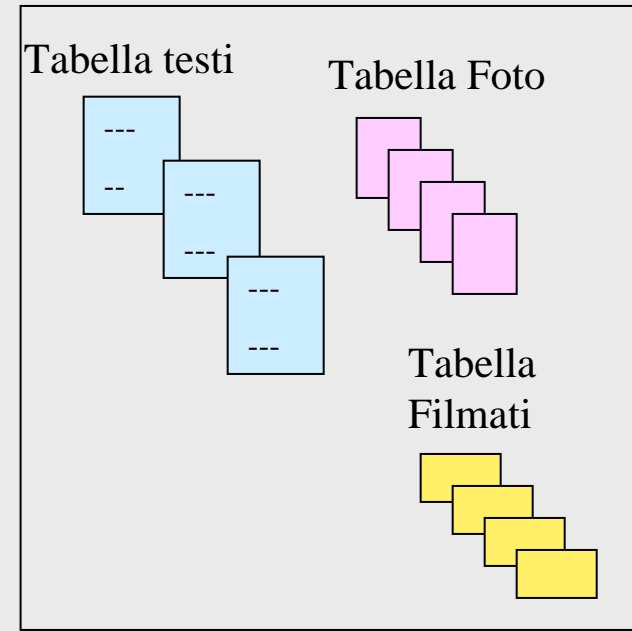 Tabella testi
---
--
---
---
---
---
Tabella Foto
Tabella
Filmati